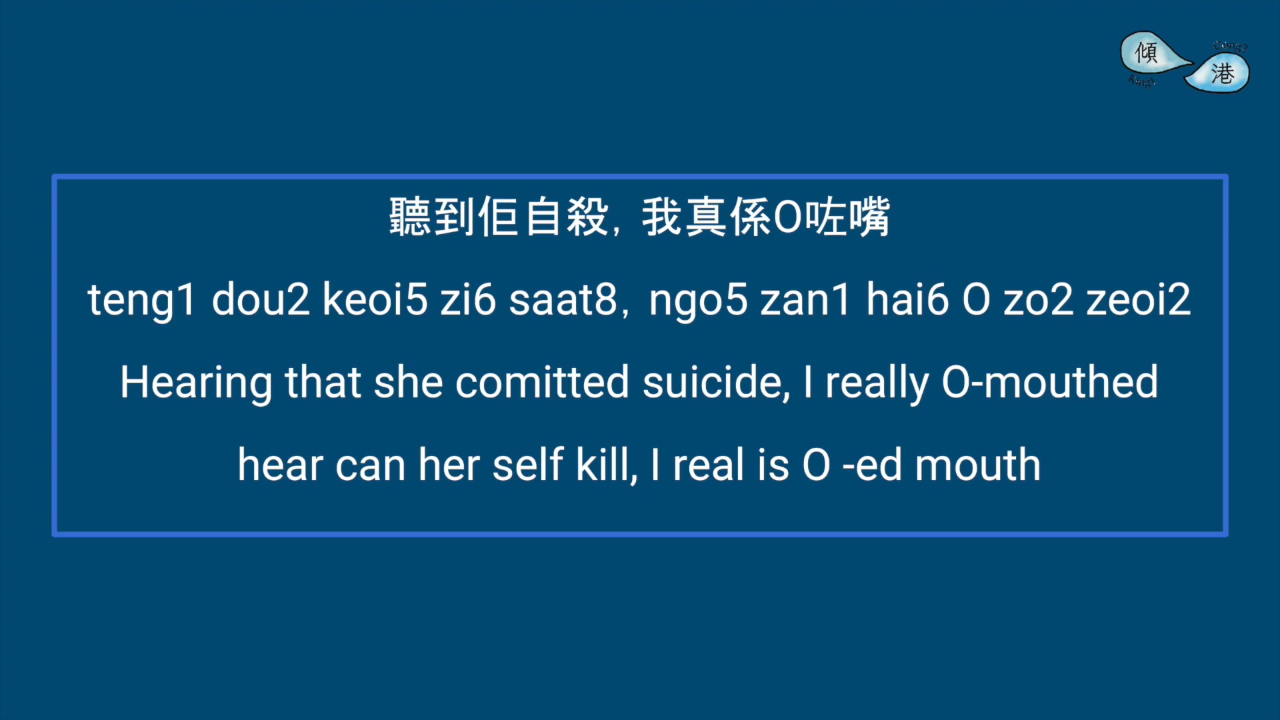 傾
港
聽到佢自殺，我真係O咗嘴
teng1 dou2 keoi5 zi6 saat8，ngo5 zan1 hai6 O zo2 zeoi2
Hearing that she comitted suicide, I really O-mouthed
hear can her self kill, I real is O -ed mouth